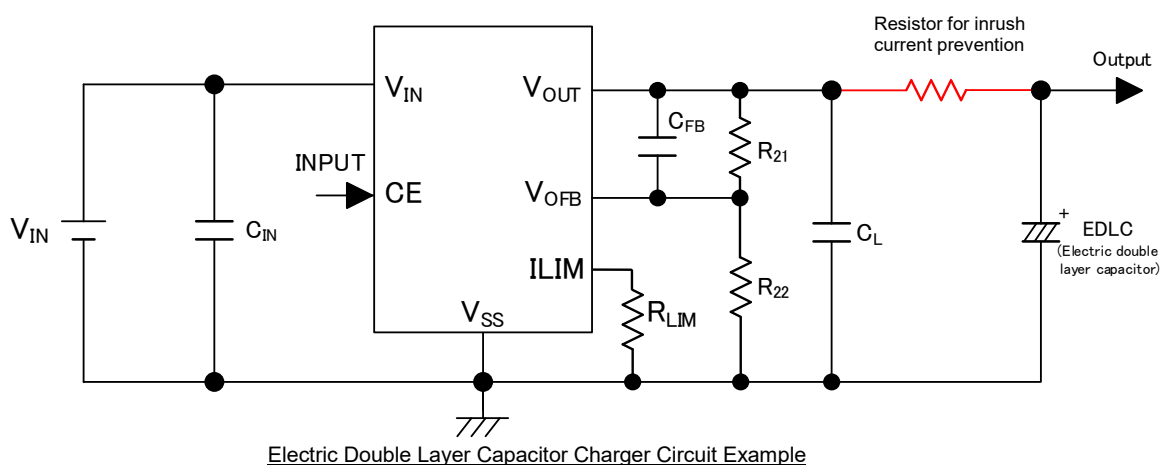 Resistor for inrush
current prevention
Output
VIN
VOUT
CFB
R21
INPUT
CE
VOFB
VIN
CIN
CL
+
EDLC
(Electric double
layer capacitor)
ILIM
R22
RLIM
VSS
Electric Double Layer Capacitor Charger Circuit Example